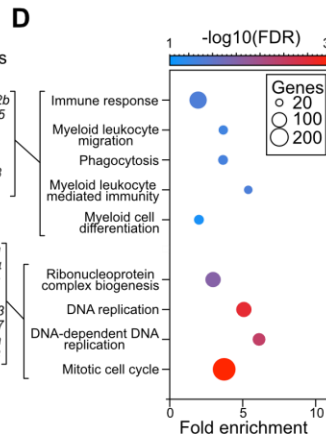 D
-log10(FDR)
1
3
s
2b
5
Genes
20
100
200
Immune response
Myeloid leukocyte
migration
Phagocytosis
Myeloid leukocyte
mediated immunity
Myeloid cell
differentiation
Ribonucleoprotein
complex biogenesis
DNA replication
DNA-dependent DNA
replication
Mitotic cell cycle
3
7
0
5
10
Fold enrichment